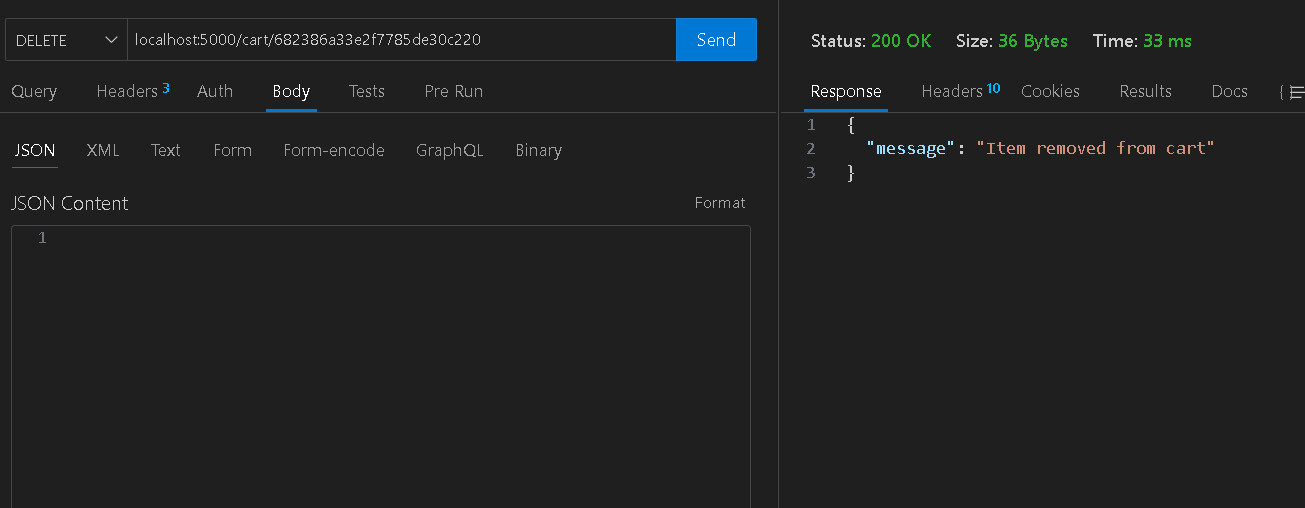 DELETE
localhost:5000/cart/682386a33e2f7785de30c220
Send
Query
Headers 3
Auth
Body
Tests
Pre Run
JSON
XML
Text
Form
Form-encode
GraphQL
Binary
JSON Content
Format
1
Status: 200 OK
Size: 36 Bytes
Time: 33 ms
Response
Headers 10
Cookies
Results
Docs
{
1 {
2 "message": "Item removed from cart"
3 }